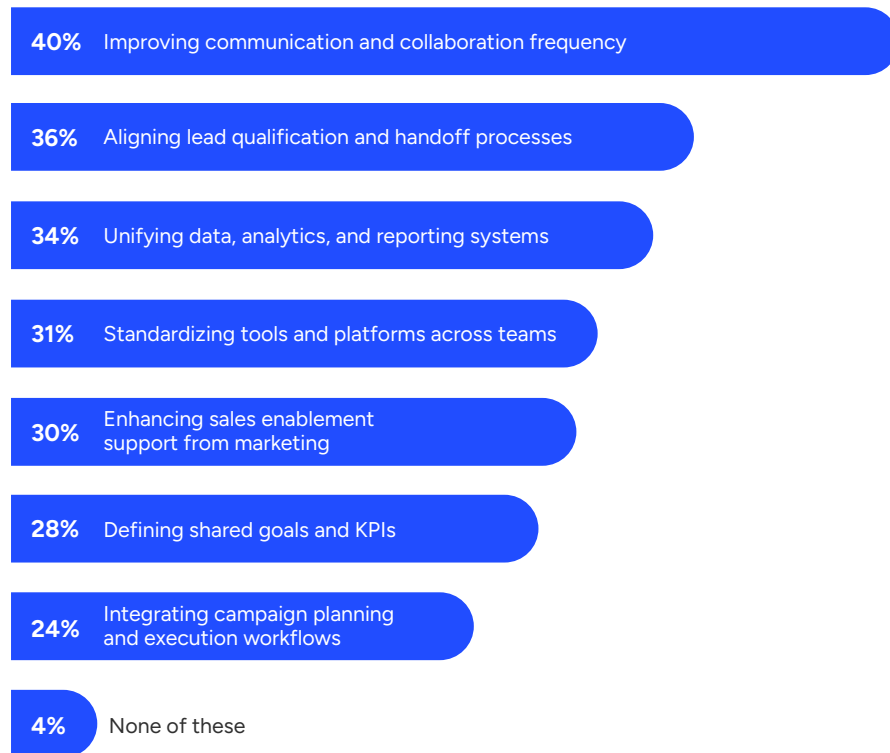 40% Improving communication and collaboration frequency
36% Aligning lead qualification and handoff processes
34% Unifying data, analytics, and reporting systems
31% Standardizing tools and platforms across teams
30% Enhancing sales enablement
support from marketing
28% Defining shared goals and KPIs
24% Integrating campaign planning
and execution workflows
4% None of these